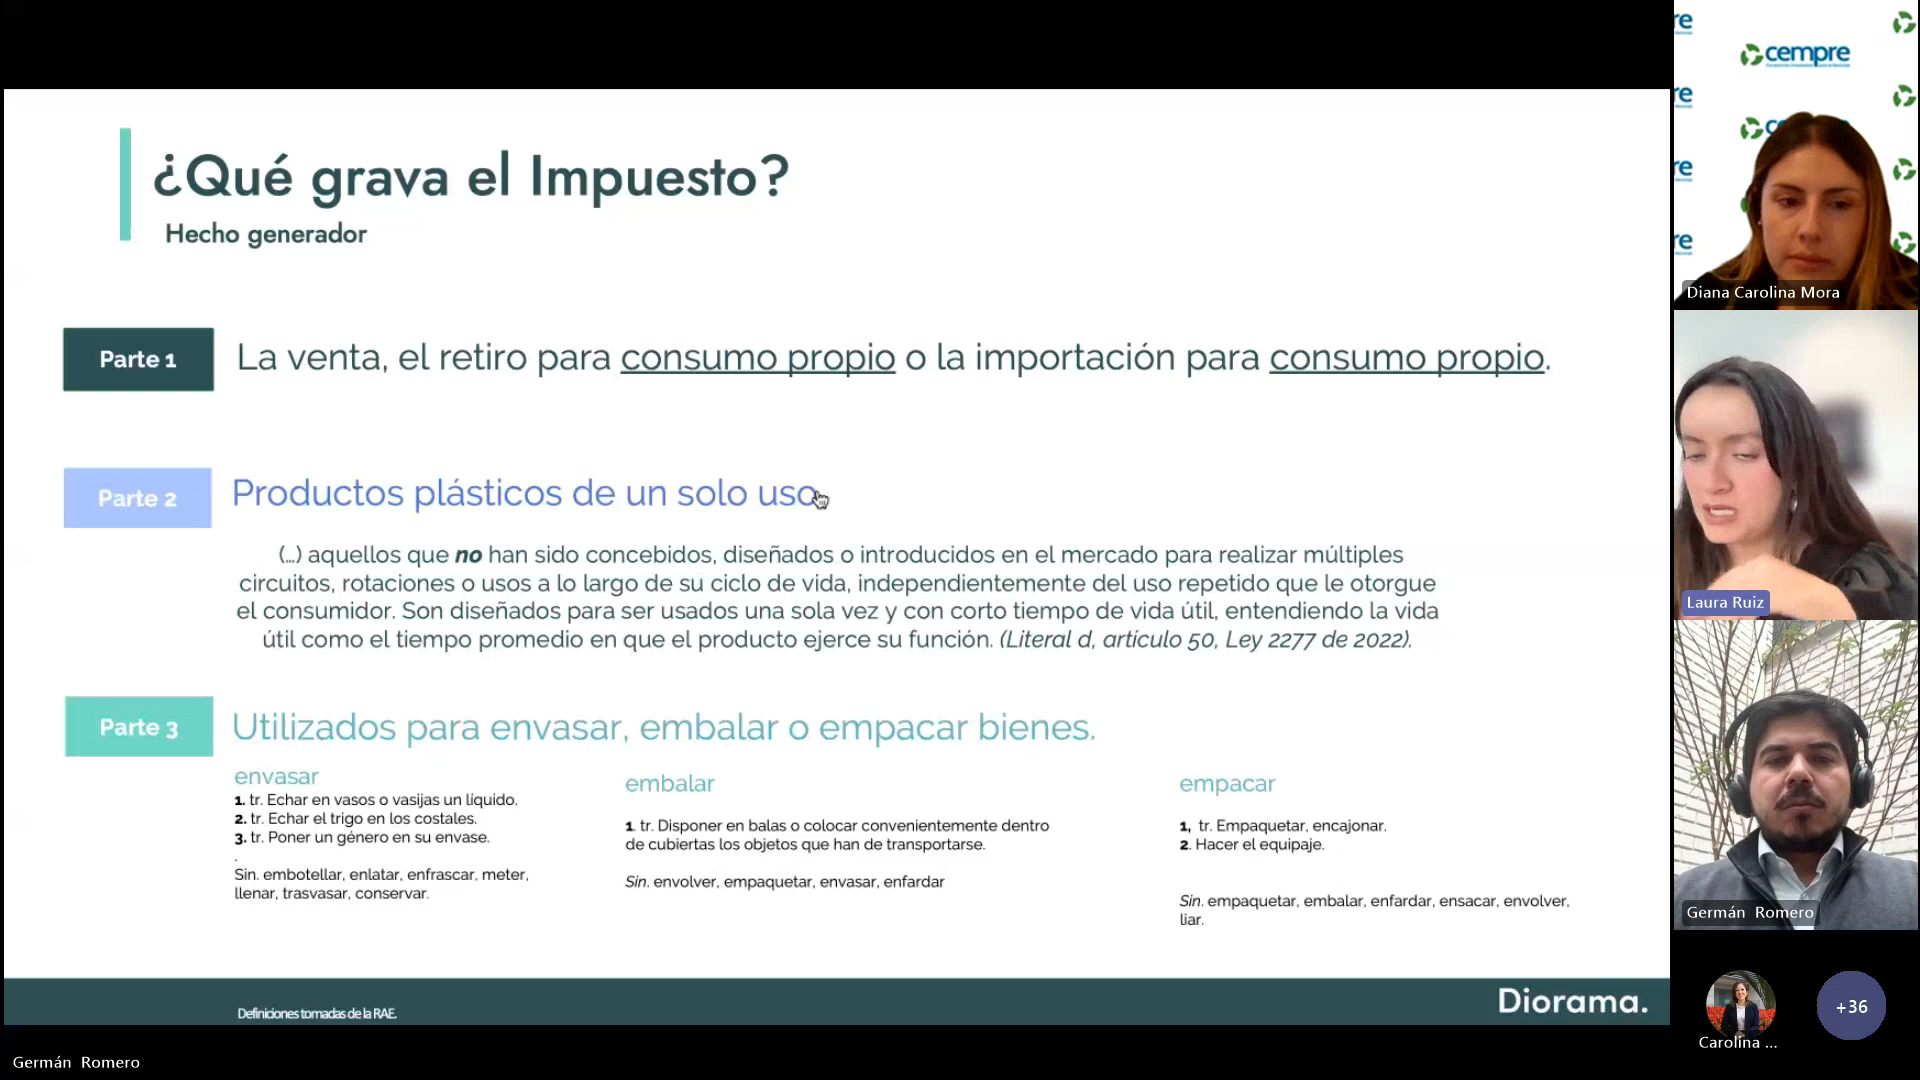 ¿Qué grava el Impuesto?
Hecho generador
Parte 1
La venta, el retiro para consumo propio o la importación para consumo propio.
Parte 2
Productos plásticos de un solo uso
(...) aquellos que no han sido concebidos, diseñados o introducidos en el mercado para realizar múltiples
circuitos, rotaciones o usos a lo largo de su ciclo de vida, independientemente del uso repetido que le otorgue
el consumidor. Son diseñados para ser usados una sola vez y con corto tiempo de vida útil, entendiendo la vida
útil como el tiempo promedio en que el producto ejerce su función. (Literal d, artículo 50, Ley 2277 de 2022).
Parte 3
Utilizados para envasar, embalar o empacar bienes.
envasar
1. tr. Echar en vasos o vasijas un líquido.
2. tr. Echar el trigo en los costales.
3. tr. Poner un género en su envase.
.
Sin. embotellar, enlatar, enfrascar, meter,
llenar, trasvasar, conservar.
embalar
1. tr. Disponer en balas o colocar convenientemente dentro
de cubiertas los objetos que han de transportarse.
Sin. envolver, empaquetar, envasar, enfardar
empacar
1, tr. Empaquetar, encajonar.
2. Hacer el equipaje.
Sin. empaquetar, embalar, enfardar, ensacar, envolver,
liar.
Definiciones tomadas de la RAE.
Diorama.
Germán Romero
cempre
Diana Carolina Mora
Laura Ruiz
Germán Romero
Carolina ...
+36